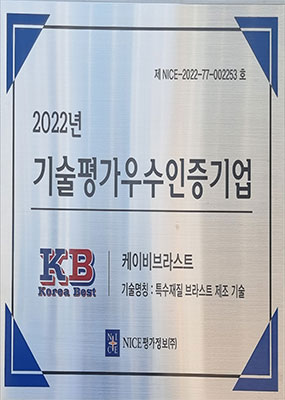 제 NICE-2022-77-002253 호
2022년
기술평가우수인증기업
KB
Korea Best
케이비브라스트
기술명칭 : 특수재질 브라스트 제조 기술
NICE
NICE평가정보(주)